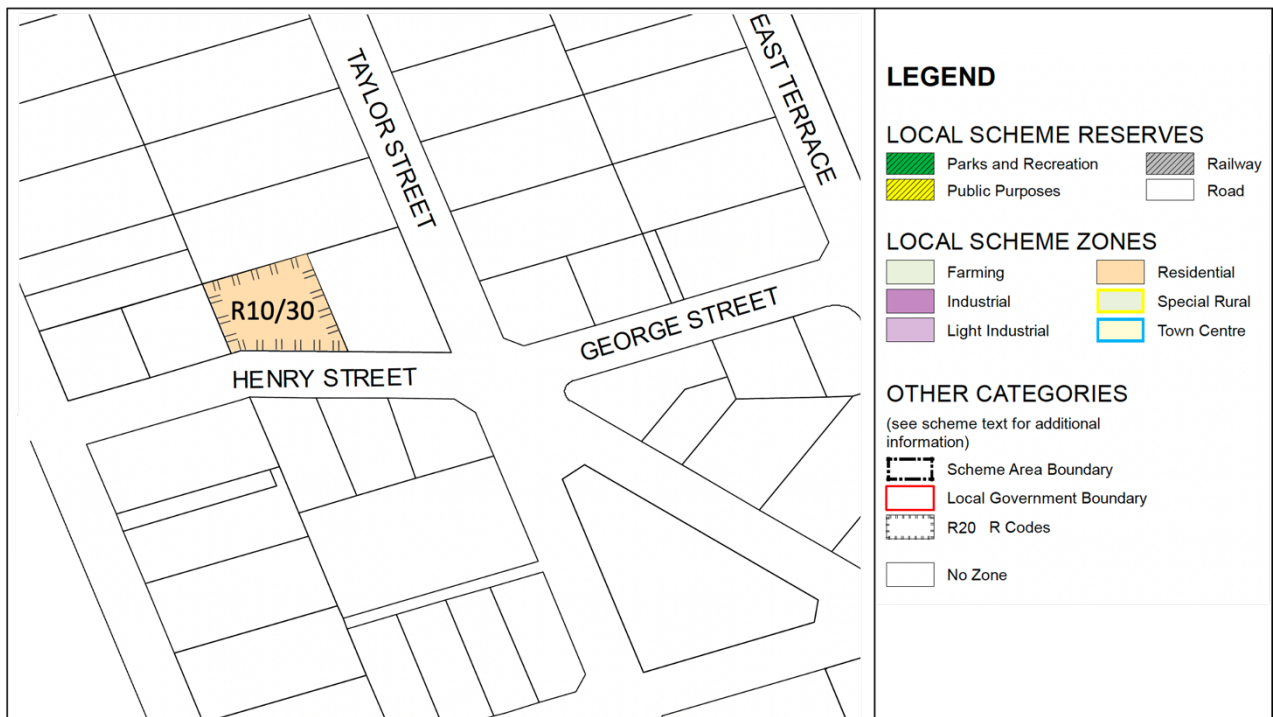 TAYLOR STREET
EAST TERRACE
R10/30
GEORGE STREET
HENRY STREET
LEGEND
LOCAL SCHEME RESERVES
Parks and Recreation
Railway
Public Purposes
Road
LOCAL SCHEME ZONES
Farming
Residential
Industrial
Special Rural
Light Industrial
Town Centre
OTHER CATEGORIES
(see scheme text for additional
information)
Scheme Area Boundary
Local Government Boundary
R20 R Codes
No Zone